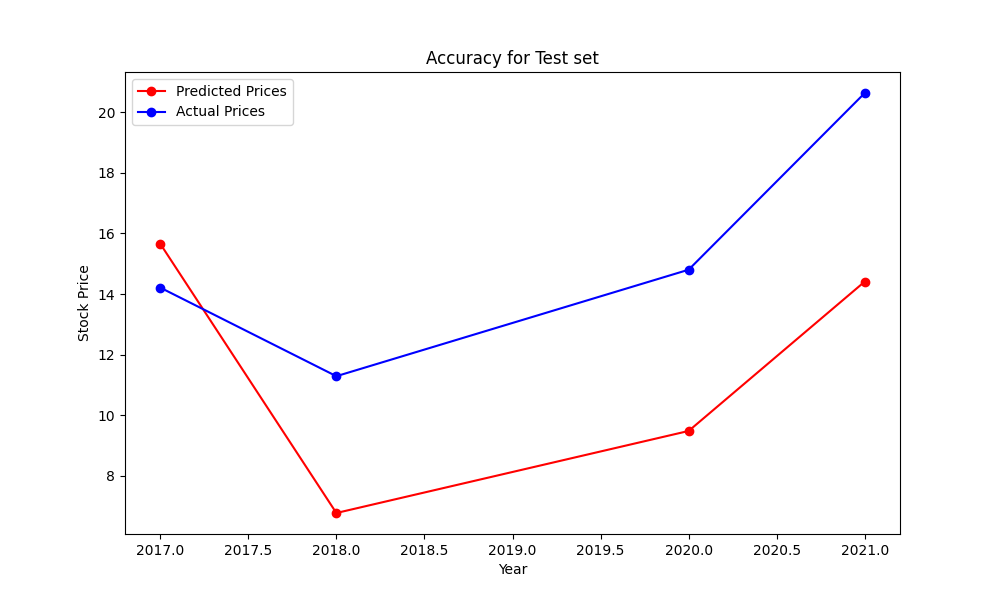 Accuracy for Test set
Predicted Prices
Actual Prices
Stock Price
20
18
16
14
12
10
8
2017.0 2017.5 2018.0 2018.5 2019.0 2019.5 2020.0 2020.5 2021.0
Year